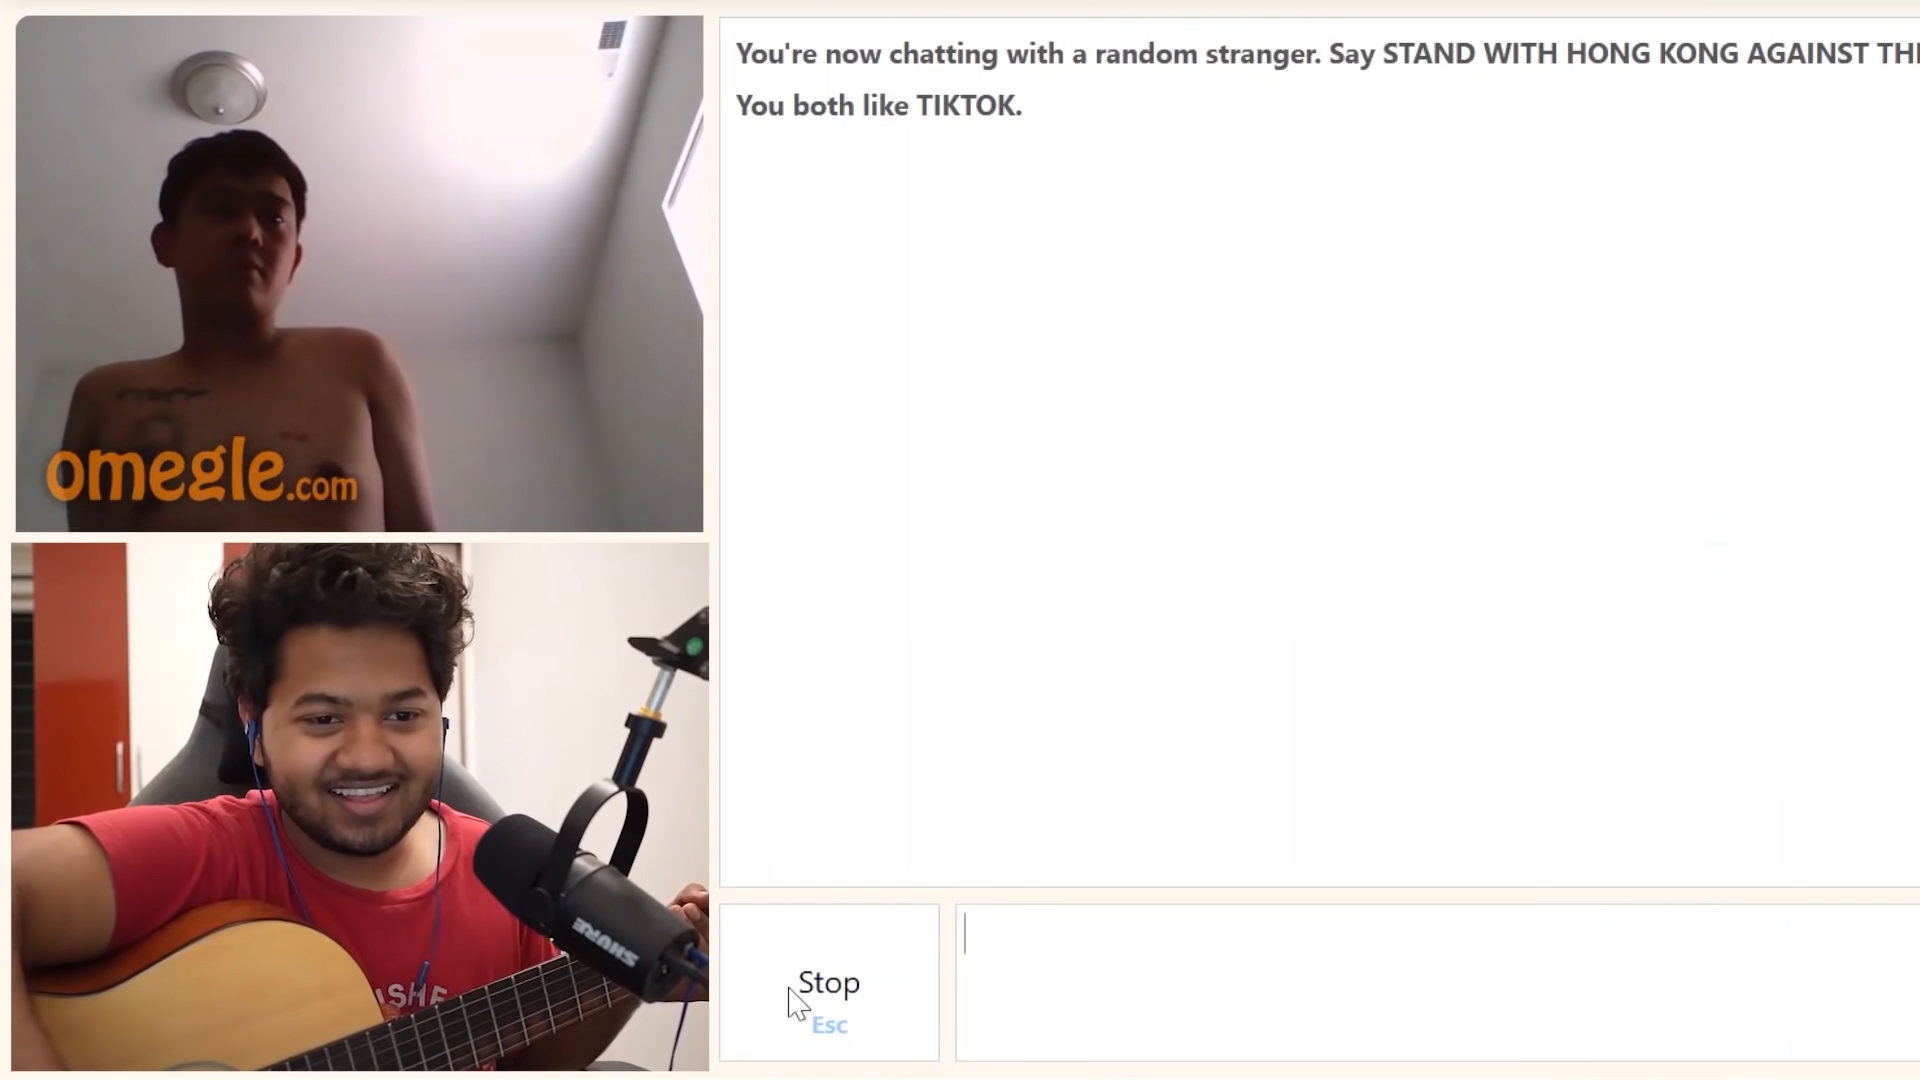 You're now chatting with a random stranger. Say STAND WITH HONG KONG AGAINST
You both like TIKTOK.
omegle.com
SHURE
Stop
Esc